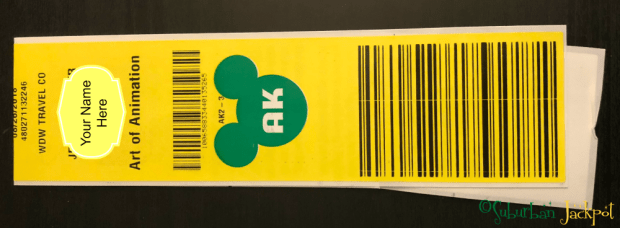 480271132246
WDW TRAVEL CO
Your Name
Here
Art of Animation
AK
©Suburban Jackpot